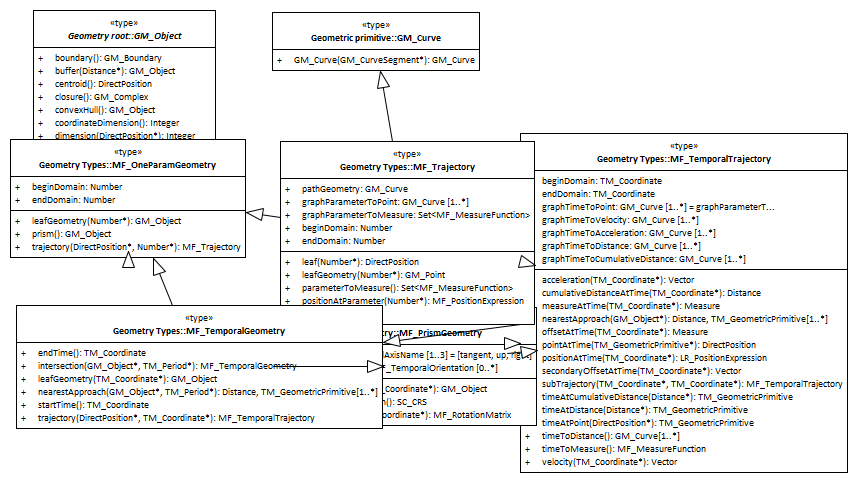 «type»
Geometry root::GM_Object
+ boundary(): GM_Boundary
+ buffer(Distance*): GM_Object
+ centroid(): DirectPosition
+ closure(): GM_Complex
+ convexHull(): GM_Object
+ coordinateDimension(): Integer
+ dimension(DirectPosition*): Integer
«type»
Geometric primitive::GM_Curve
+ GM_Curve(GM_CurveSegment*): GM_Curve
«type»
Geometry Types::MF_OneParamGeometry
+ beginDomain: Number
+ endDomain: Number
+ leafGeometry(Number*): GM_Object
+ prism(): GM_Object
+ trajectory(DirectPosition*, Number*): MF_Trajectory
«type»
Geometry Types::MF_Trajectory
+ pathGeometry: GM_Curve
+ graphParameterToPoint: GM_Curve [1..*]
+ graphParameterToMeasure: Set<MF_MeasureFunction>
+ beginDomain: Number
+ endDomain: Number
+ leaf(Number*): DirectPosition
+ leafGeometry(Number*): GM_Point
+ parameterToMeasure(): Set<MF_MeasureFunction>
+ positionAtParameter(Number*): MF_PositionExpression
«type»
Geometry Types::MF_TemporalTrajectory
beginDomain: TM_Coordinate
endDomain: TM_Coordinate
graphTimeToPoint: GM_Curve [1..*] = graphParameterT...
graphTimeToVelocity: GM_Curve [1..*]
graphTimeToAcceleration: GM_Curve [1..*]
graphTimeToDistance: GM_Curve [1..*]
graphTimeToCumulativeDistance: GM_Curve [1..*]
acceleration(TM_Coordinate*): Vector
cumulativeDistanceAtTime(TM_Coordinate*): Distance
measureAtTime(TM_Coordinate*): Measure
nearestApproach(GM_Object*): Distance, TM_GeometricPrimitive[1..*]
offsetAtTime(TM_Coordinate*): Measure
pointAtTime(TM_GeometricPrimitive*): DirectPosition
positionAtTime(TM_Coordinate*): LR_PositionExpression
secondaryOffsetAtTime(TM_Coordinate*): Vector
subTrajectory(TM_Coordinate*, TM_Coordinate*): MF_TemporalTrajectory
timeAtCumulativeDistance(Distance*): TM_GeometricPrimitive
timeAtDistance(Distance*): TM_GeometricPrimitive
timeAtPoint(DirectPosition*): TM_GeometricPrimitive
+ timeToDistance(): GM_Curve[1..*]
+ timeToMeasure(): MF_MeasureFunction
+ velocity(TM_Coordinate*): Vector
«type»
Geometry Types::MF_TemporalGeometry
+ endTime(): TM_Coordinate
+ intersection(GM_Object*, TM_Period*): MF_TemporalGeometry
+ leafGeometry(TM_Coordinate*): GM_Object
+ nearestApproach(GM_Object*, TM_Period*): Distance, TM_GeometricPrimitive[1..*]
+ startTime(): TM_Coordinate
+ trajectory(DirectPosition*, TM_Coordinate*): MF_TemporalTrajectory
ry::MF_PrismGeometry
AxisName [1..3] = [tangent, up, right]
_TemporalOrientation [0..*]
oordinate*): GM_Object
(): SC_CRS
oordinate*): MF_RotationMatrix